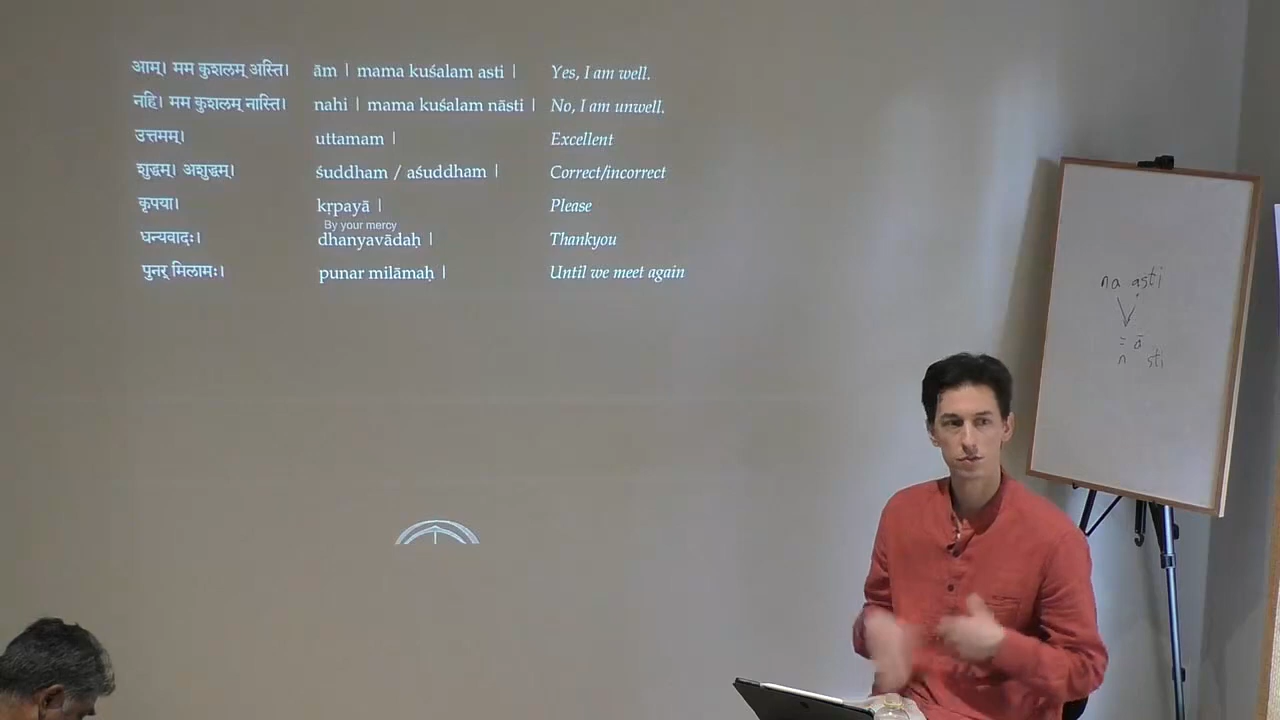 आम्। मम कुशलम् अस्ति। ām | mama kuśalam asti | Yes, I am well.
नहि। मम कुशलम् नास्ति। nahi | mama kuśalam nāsti | No, I am unwell.
उत्तमम्। uttamam | Excellent
शुद्धम्। अशुद्धम्। śuddham / aśuddham | Correct/incorrect
कृपया। kṛpayā | Please
By your mercy
धन्यवादः। dhanyavādaḥ | Thankyou
पुनर् मिलामः। punar milāmaḥ | Until we meet again
na asti
= ā
n sti